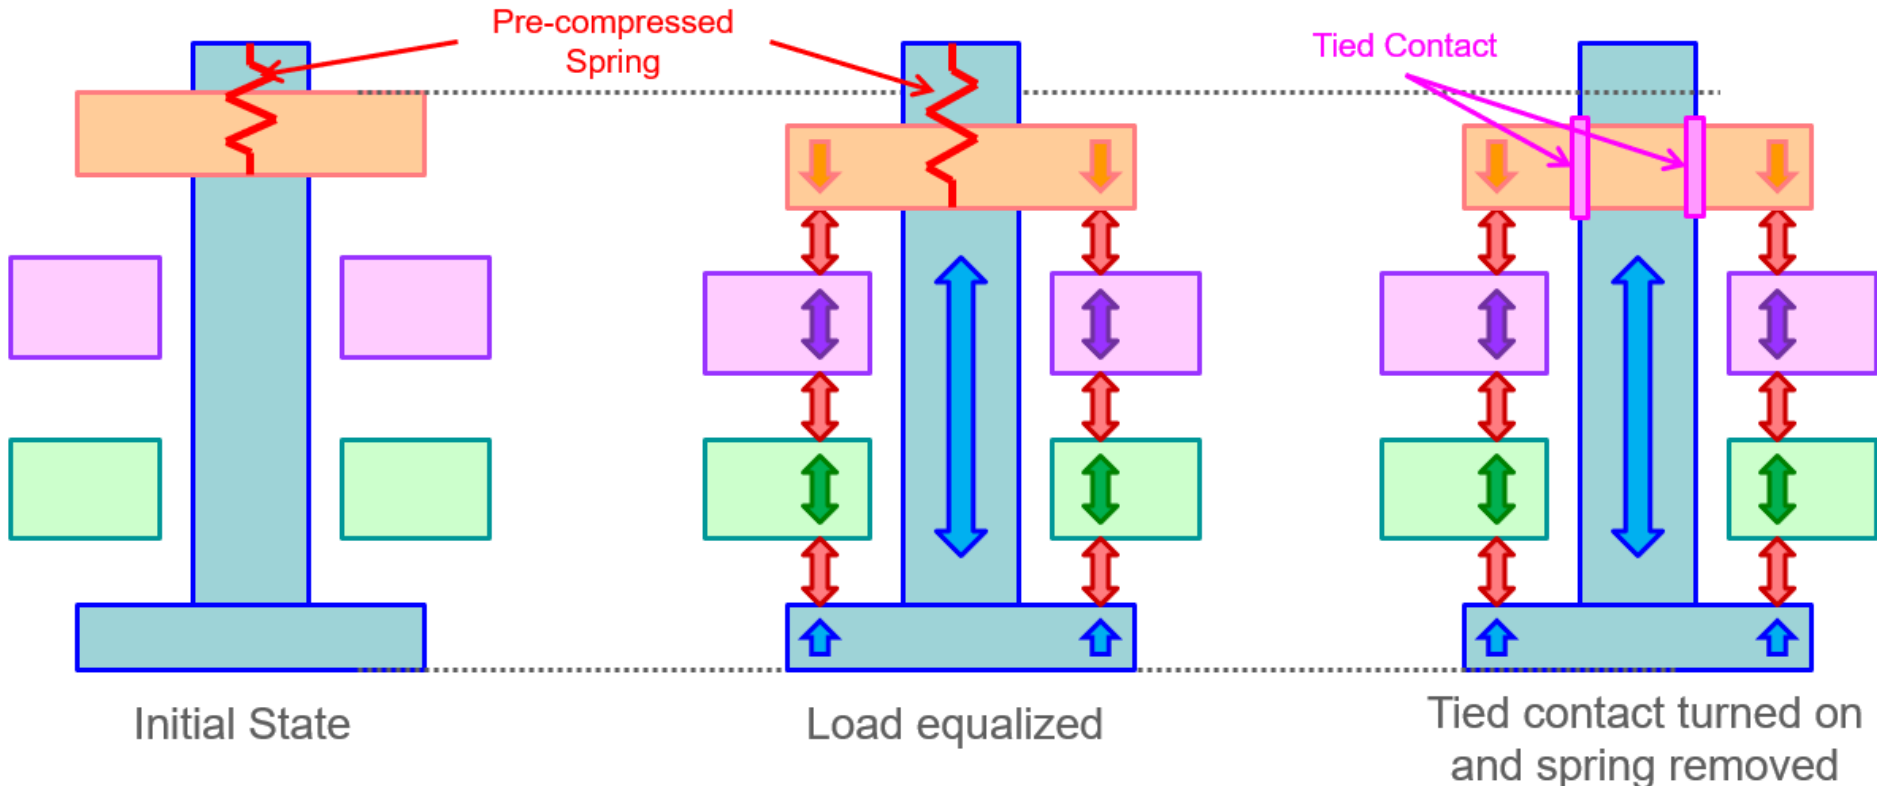 Pre-compressed
Spring
Tied Contact
Initial State
Load equalized
Tied contact turned on
and spring removed